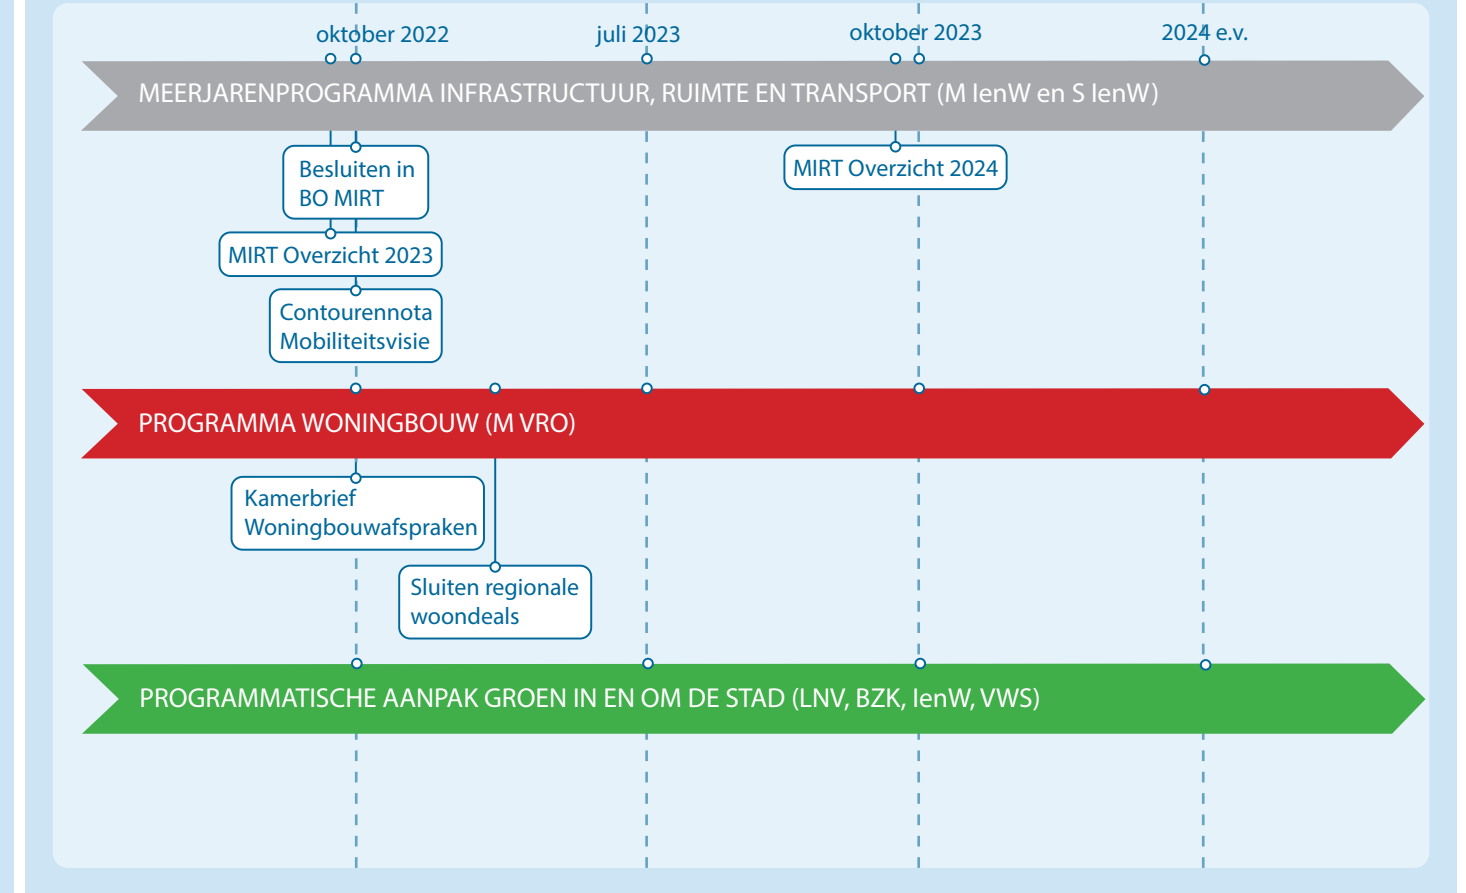 oktober 2022
juli 2023
oktober 2023
2024 e.v.
MEERJARENPROGRAMMA INFRASTRUCTUUR, RUIMTE EN TRANSPORT (M IenW en S IenW)
Besluiten in
BO MIRT
MIRT Overzicht 2024
MIRT Overzicht 2023
Contourennota
Mobiliteitsvisie
PROGRAMMA WONINGBOUW (M VRO)
Kamerbrief
Woningbouwafspraken
Sluiten regionale
woondeals
PROGRAMMATISCHE AANPAK GROEN IN EN OM DE STAD (LNV, BZK, IenW, VWS)